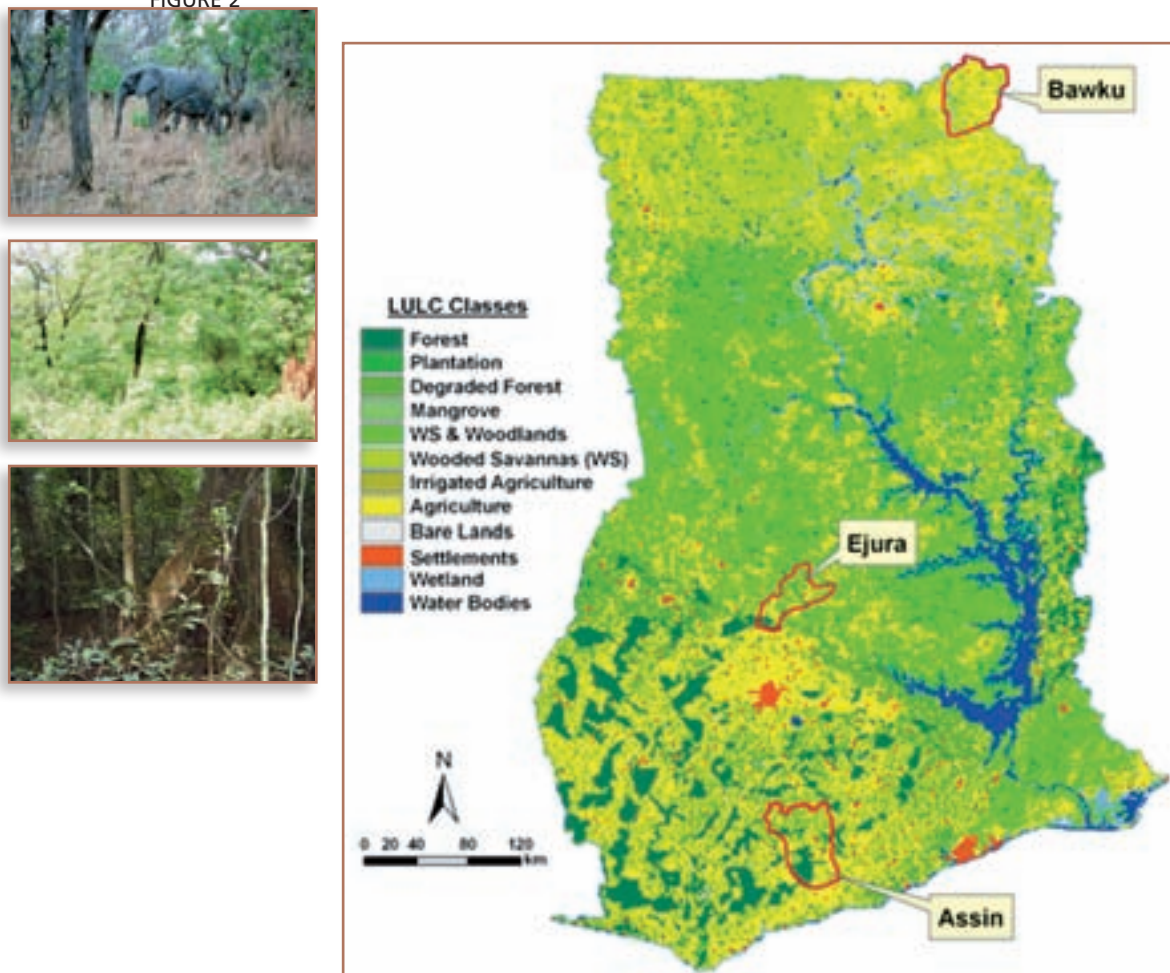 FIGURE 2
Bawku
LULC Classes
Forest
Plantation
Degraded Forest
Mangrove
WS & Woodlands
Wooded Savannas (WS)
Irrigated Agriculture
Agriculture
Bare Lands
Settlements
Wetland
Water Bodies
Ejura
N
0 20 40 80 120
km
Assin